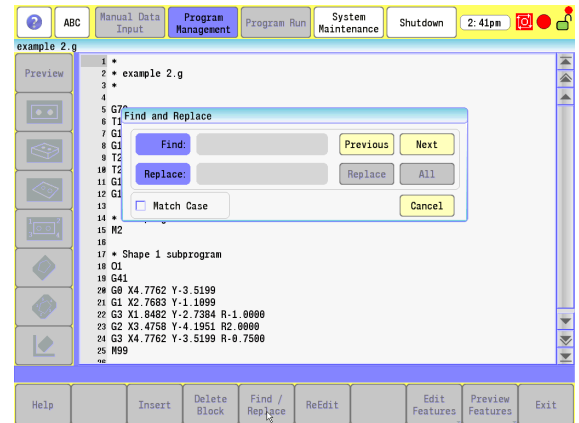 ?
ABC
Manual Data Input
Program Management
Program Run
System Maintenance
Shutdown
2:41pm
example 2.g
Preview
1 *
2 * example 2.g
3 *
4
5 G70
6 T1
7 G1
8 G1
9 T2
10 T2
11 G1
12 G1
13
14 *
15 M2
16
17 * Shape 1 subprogram
18 O1
19 G41
20 G0 X4.7762 Y-3.5199
21 G1 X2.7683 Y-1.1099
22 G3 X1.8482 Y-2.7384 R-1.0000
23 G2 X3.4758 Y-4.1951 R2.0000
24 G3 X4.7762 Y-3.5199 R-0.7500
25 M99
26
Find and Replace
Find:
Previous
Next
Replace:
Replace
All
Match Case
Cancel
Help
Insert
Delete Block
Find / Replace
ReEdit
Edit Features
Preview Features
Exit